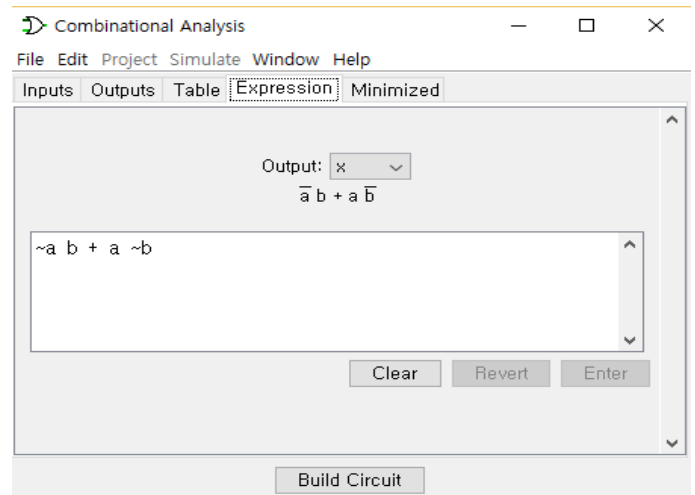 Combinational Analysis
File Edit Project Simulate Window Help
Inputs Outputs Table Expression Minimized
Output: x
a̅ b + a b̅
~a b + a ~b
Clear Revert Enter
Build Circuit